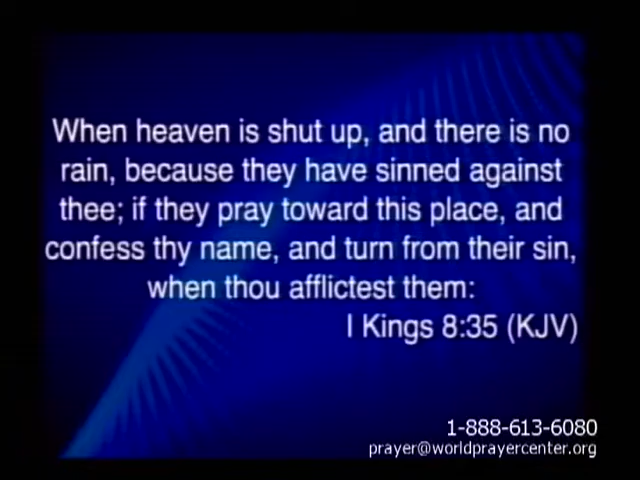 When heaven is shut up, and there is no
rain, because they have sinned against
thee; if they pray toward this place, and
confess thy name, and turn from their sin,
when thou afflictest them:
I Kings 8:35 (KJV)
1-888-613-6080
prayer@worldprayercenter.org